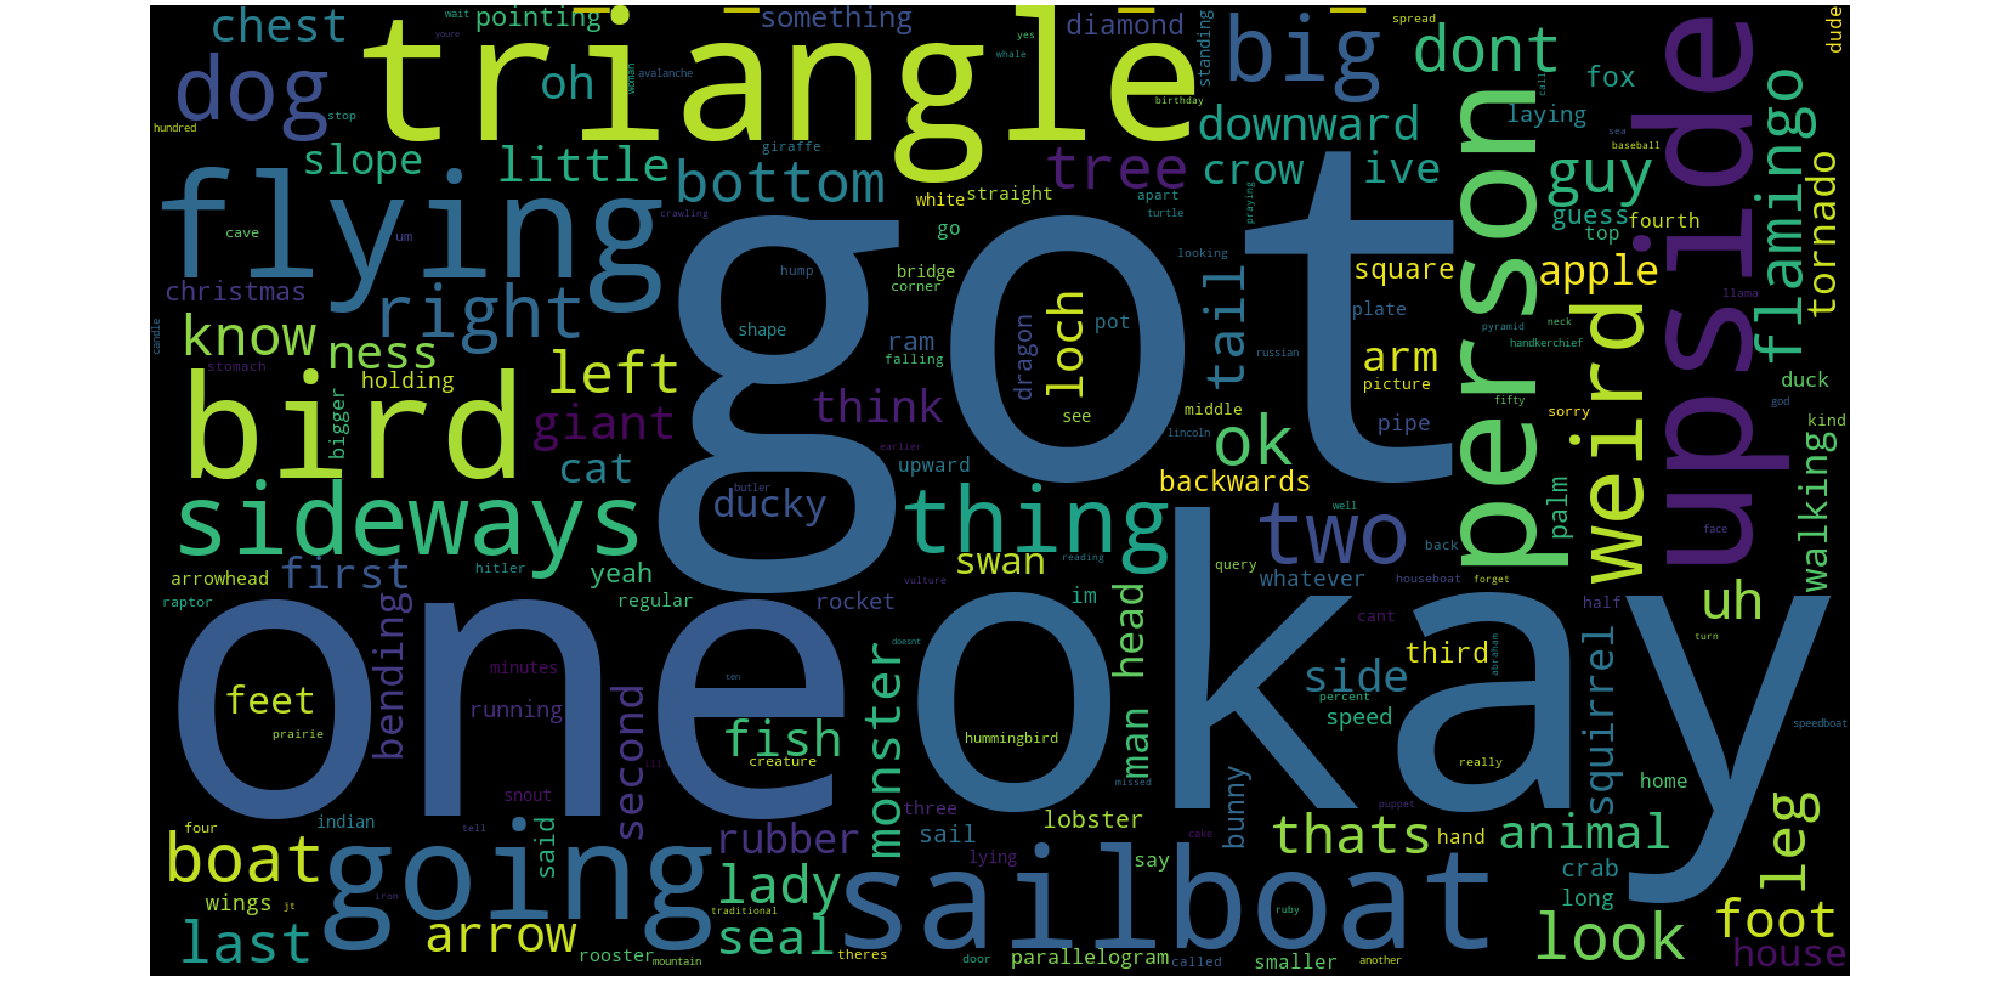 wait
pointing
something
spread
chest
youre
diamond
yes
dude
triangle
big
dont
upside
dog
oh
woman
avalanche
whale
standing
call
fox
flamingo
hundred
stop
birthday
downward
laying
slope
little
giraffe
tree
crow
ive
person
guy
sea
baseball
flying
bottom
white
straight
apart
praying
guess
fourth
tornado
crawling
turtle
cave
um
go
top
got
looking
hump
bridge
square
apple
christmas
right
corner
tail
weird
llama
candle
know
shape
ram
dragon
loch
pot
plate
pyramid
neck
ness
falling
russian
arm
handkerchief
stomach
holding
left
picture
duck
bird
bigger
giant
think
see
middle
fifty
sorry
god
kind
pipe
lincoln
ok
cat
earlier
upward
backwards
walking
sideways
butler
ducky
thing
two
palm
well
face
first
yeah
swan
reading
back
arrowhead
hitler
vulture
query
whatever
houseboat
forget
raptor
regular
rocket
im
half
uh
one
okay
bending
man head
cant
turn
doesnt
monster
third
squirrel
abraham
minutes
ten
side
feet
second
percent
running
speed
speedboat
prairie
fish
hummingbird
creature
ill
really
missed
home
snout
three
bunny
puppet
leg
four
indian
tell
said
rubber
sail
lobster
cake
thats
hand
animal
boat
going
lying
say
crab
sailboat
lady
wings
jt
iron
traditional
ruby
long
look
foot
last
arrow
seal
rooster
mountain
theres
door
parallelogram
called
smaller
another
house